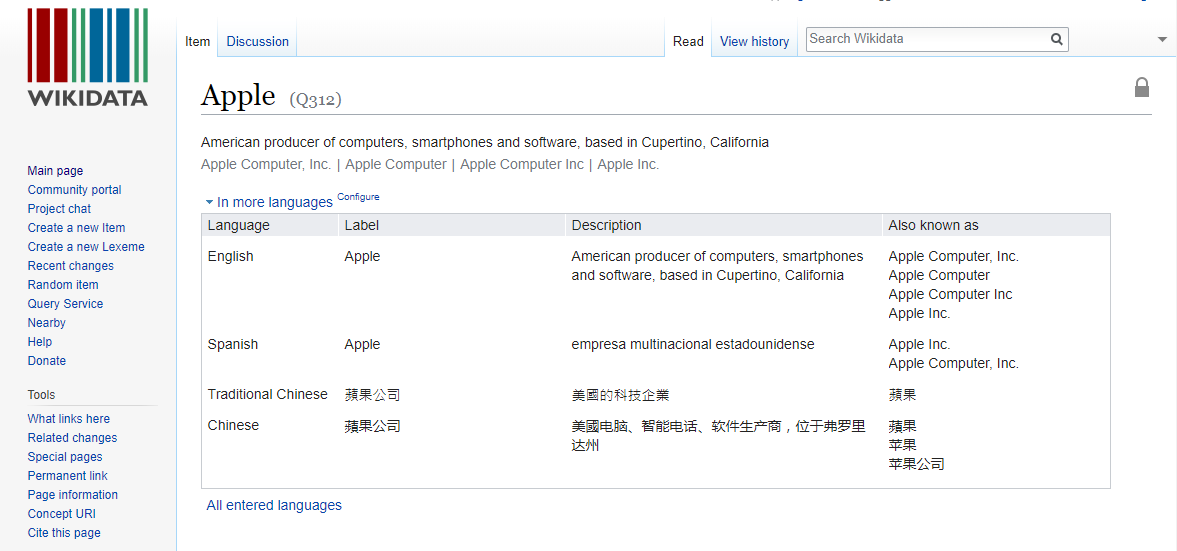 WIKIDATA
Item
Discussion
Read
View history
Search Wikidata
Main page
Community portal
Project chat
Create a new Item
Create a new Lexeme
Recent changes
Random item
Query Service
Nearby
Help
Donate
Tools
What links here
Related changes
Special pages
Permanent link
Page information
Concept URI
Cite this page
Apple (Q312)
American producer of computers, smartphones and software, based in Cupertino, California
Apple Computer, Inc. | Apple Computer | Apple Computer Inc | Apple Inc.
In more languages Configure
Language Label Description Also known as
English Apple American producer of computers, smartphones Apple Computer, Inc.
and software, based in Cupertino, California Apple Computer
Apple Computer Inc
Apple Inc.
Spanish Apple empresa multinacional estadounidense Apple Inc.
Apple Computer, Inc.
Traditional Chinese 蘋果公司 美國的科技企業 蘋果
Chinese 蘋果公司 美國电脑、智能电话、软件生产商，位于弗罗里 蘋果
达州 苹果
苹果公司
All entered languages